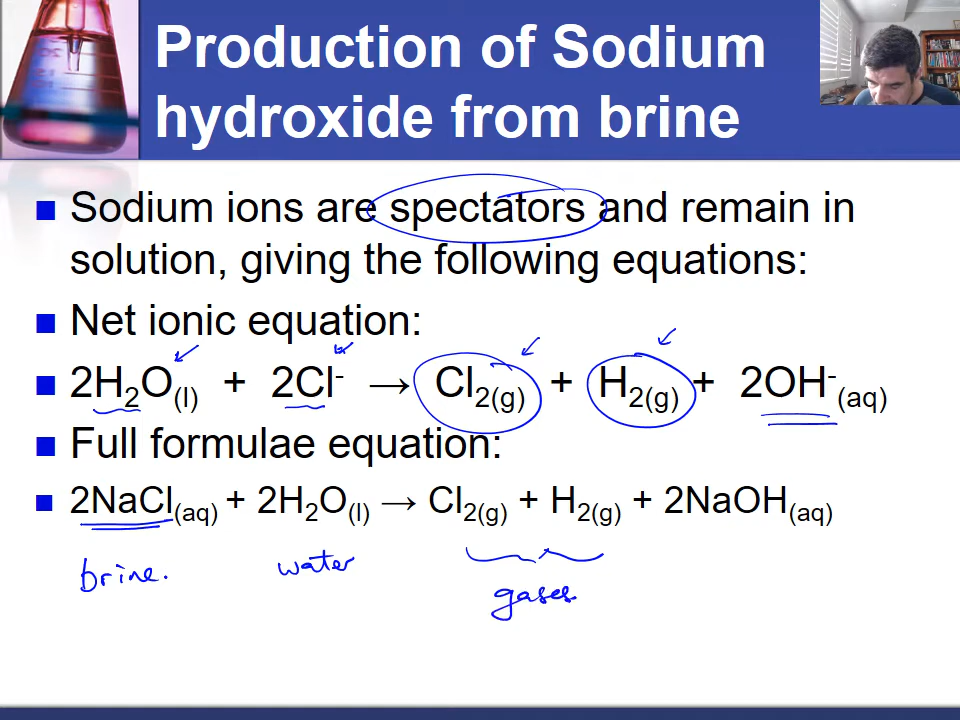 Production of Sodium
hydroxide from brine
■ Sodium ions are spectators and remain in
solution, giving the following equations:
■ Net ionic equation:
■ 2H₂O(l) + 2Cl⁻ → Cl₂(g) + H₂(g) + 2OH⁻(aq)
■ Full formulae equation:
■ 2NaCl(aq) + 2H₂O(l) → Cl₂(g) + H₂(g) + 2NaOH(aq)
brine. water
gases